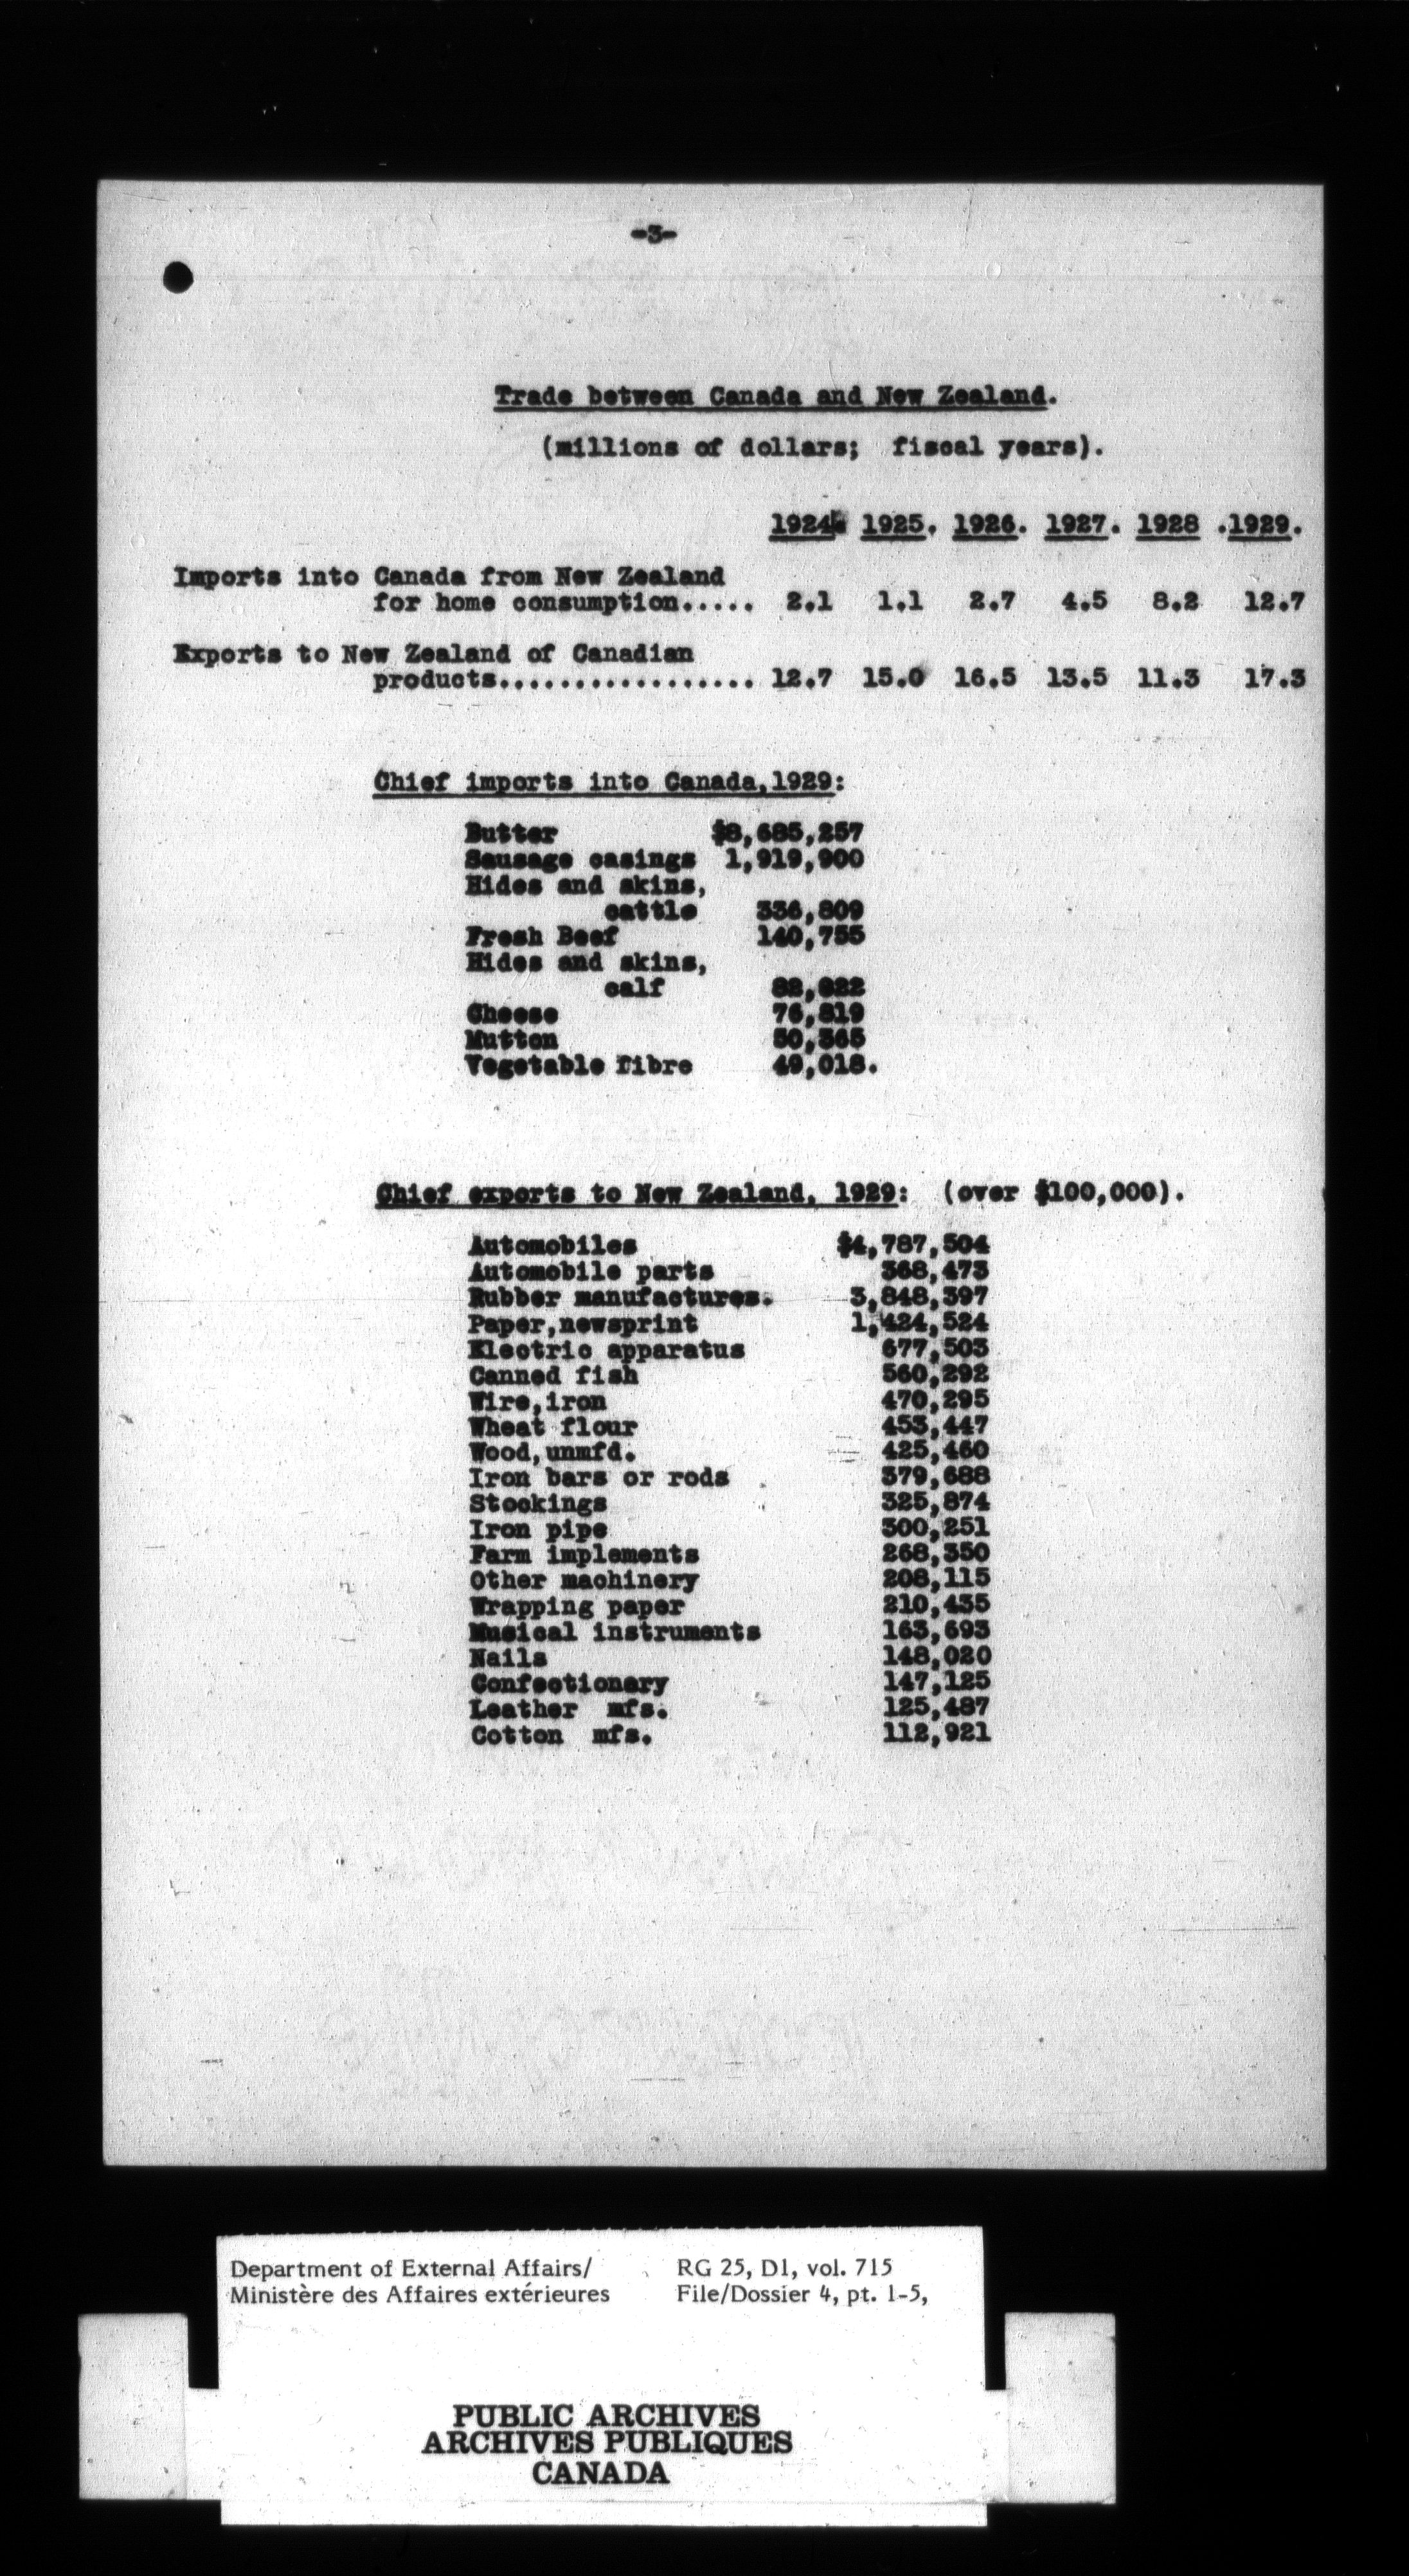 -3-
Trade between Canada and New Zealand.
(millions of dollars; fiscal years).
1924. 1925. 1926. 1927. 1928 .1929.
Imports into Canada from New Zealand
for home consumption..... 2.1 1.1 2.7 4.5 8.2 12.7
Exports to New Zealand of Canadian
products................. 12.7 15.0 16.5 13.5 11.3 17.3
Chief imports into Canada,1929:
Butter $8,685,257
Sausage casings 1,919,900
Hides and skins,
cattle 336,809
Fresh Beef 140,755
Hides and skins,
calf 82,622
Cheese 76,819
Mutton 50,365
Vegetable fibre 49,018.
Chief exports to New Zealand, 1929: (over $100,000).
Automobiles $4,787,504
Automobile parts 368,473
Rubber manufactures. 3,848,397
Paper,newsprint 1,424,524
Electric apparatus 677,503
Canned fish 560,292
Wire,iron 470,295
Wheat flour 453,447
Wood,unmfd. 425,460
Iron bars or rods 379,688
Stockings 325,874
Iron pipe 300,251
Farm implements 268,350
Other machinery 208,115
Wrapping paper 210,435
Musical instruments 163,693
Nails 148,020
Confectionary 147,125
Leather mfs. 125,487
Cotton mfs. 112,921
Department of External Affairs/ RG 25, D1, vol. 715
Ministère des Affaires extérieures File/Dossier 4, pt. 1-5,
PUBLIC ARCHIVES
ARCHIVES PUBLIQUES
CANADA